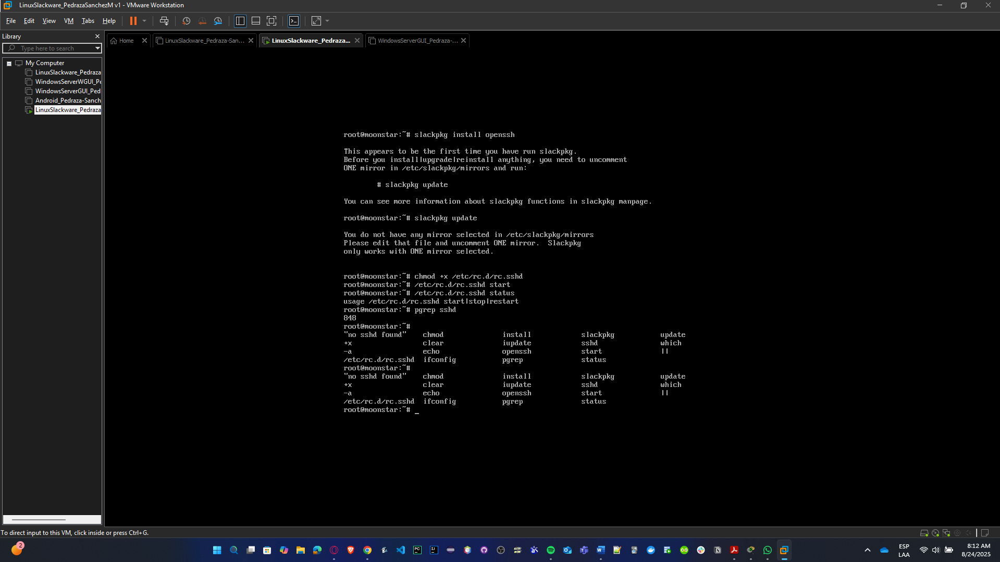 LinuxSlackware_PedrazaSanchezM v1 - VMware Workstation
File Edit View VM Tabs Help
Library
Home LinuxSlackware_Pedraza-San... LinuxSlackware_Pedraza... WindowsServerGUI_Pedraza-...
Type here to search
My Computer
LinuxSlackware_Pedraza
WindowsServerWGUI_Pe
WindowsServerGUI_Ped
Android_Pedraza-Sanch
LinuxSlackware_Pedraza
root@moonstar:~# slackpkg install openssh
This appears to be the first time you have run slackpkg.
Before you install|upgrade|reinstall anything, you need to uncomment
ONE mirror in /etc/slackpkg/mirrors and run:
# slackpkg update
You can see more information about slackpkg functions in slackpkg manpage.
root@moonstar:~# slackpkg update
You do not have any mirror selected in /etc/slackpkg/mirrors
Please edit that file and uncomment ONE mirror.  Slackpkg
only works with ONE mirror selected.
root@moonstar:~# chmod +x /etc/rc.d/rc.sshd
root@moonstar:~# /etc/rc.d/rc.sshd start
root@moonstar:~# /etc/rc.d/rc.sshd status
usage /etc/rc.d/rc.sshd start|stop|restart
root@moonstar:~# pgrep sshd
848
root@moonstar:~#
"no sshd found" chmod install slackpkg update
+x clear iupdate sshd which
-a echo openssh start ||
/etc/rc.d/rc.sshd ifconfig pgrep status
root@moonstar:~#
"no sshd found" chmod install slackpkg update
+x clear iupdate sshd which
-a echo openssh start ||
/etc/rc.d/rc.sshd ifconfig pgrep status
root@moonstar:~# _
To direct input to this VM, click inside or press Ctrl+G.
2
PC
IJ
ESP
LAA
8:12 AM
8/24/2025